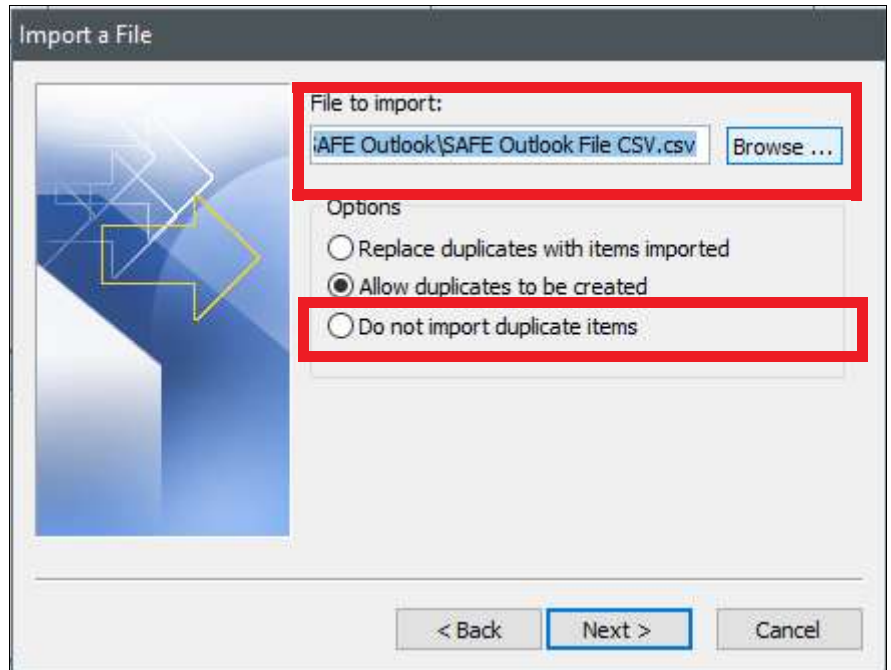 Import a File
File to import:
AFE Outlook\SAFE Outlook File CSV.csv
Browse ...
Options
Replace duplicates with items imported
Allow duplicates to be created
Do not import duplicate items
< Back
Next >
Cancel